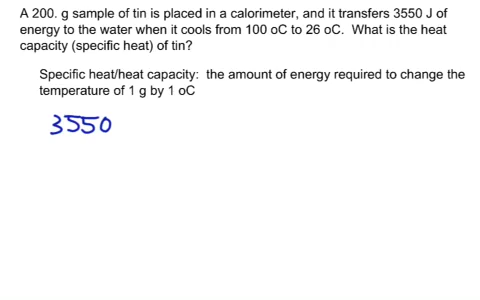 A 200. g sample of tin is placed in a calorimeter, and it transfers 3550 J of
energy to the water when it cools from 100 oC to 26 oC.  What is the heat
capacity (specific heat) of tin?
Specific heat/heat capacity:  the amount of energy required to change the
temperature of 1 g by 1 oC
3550